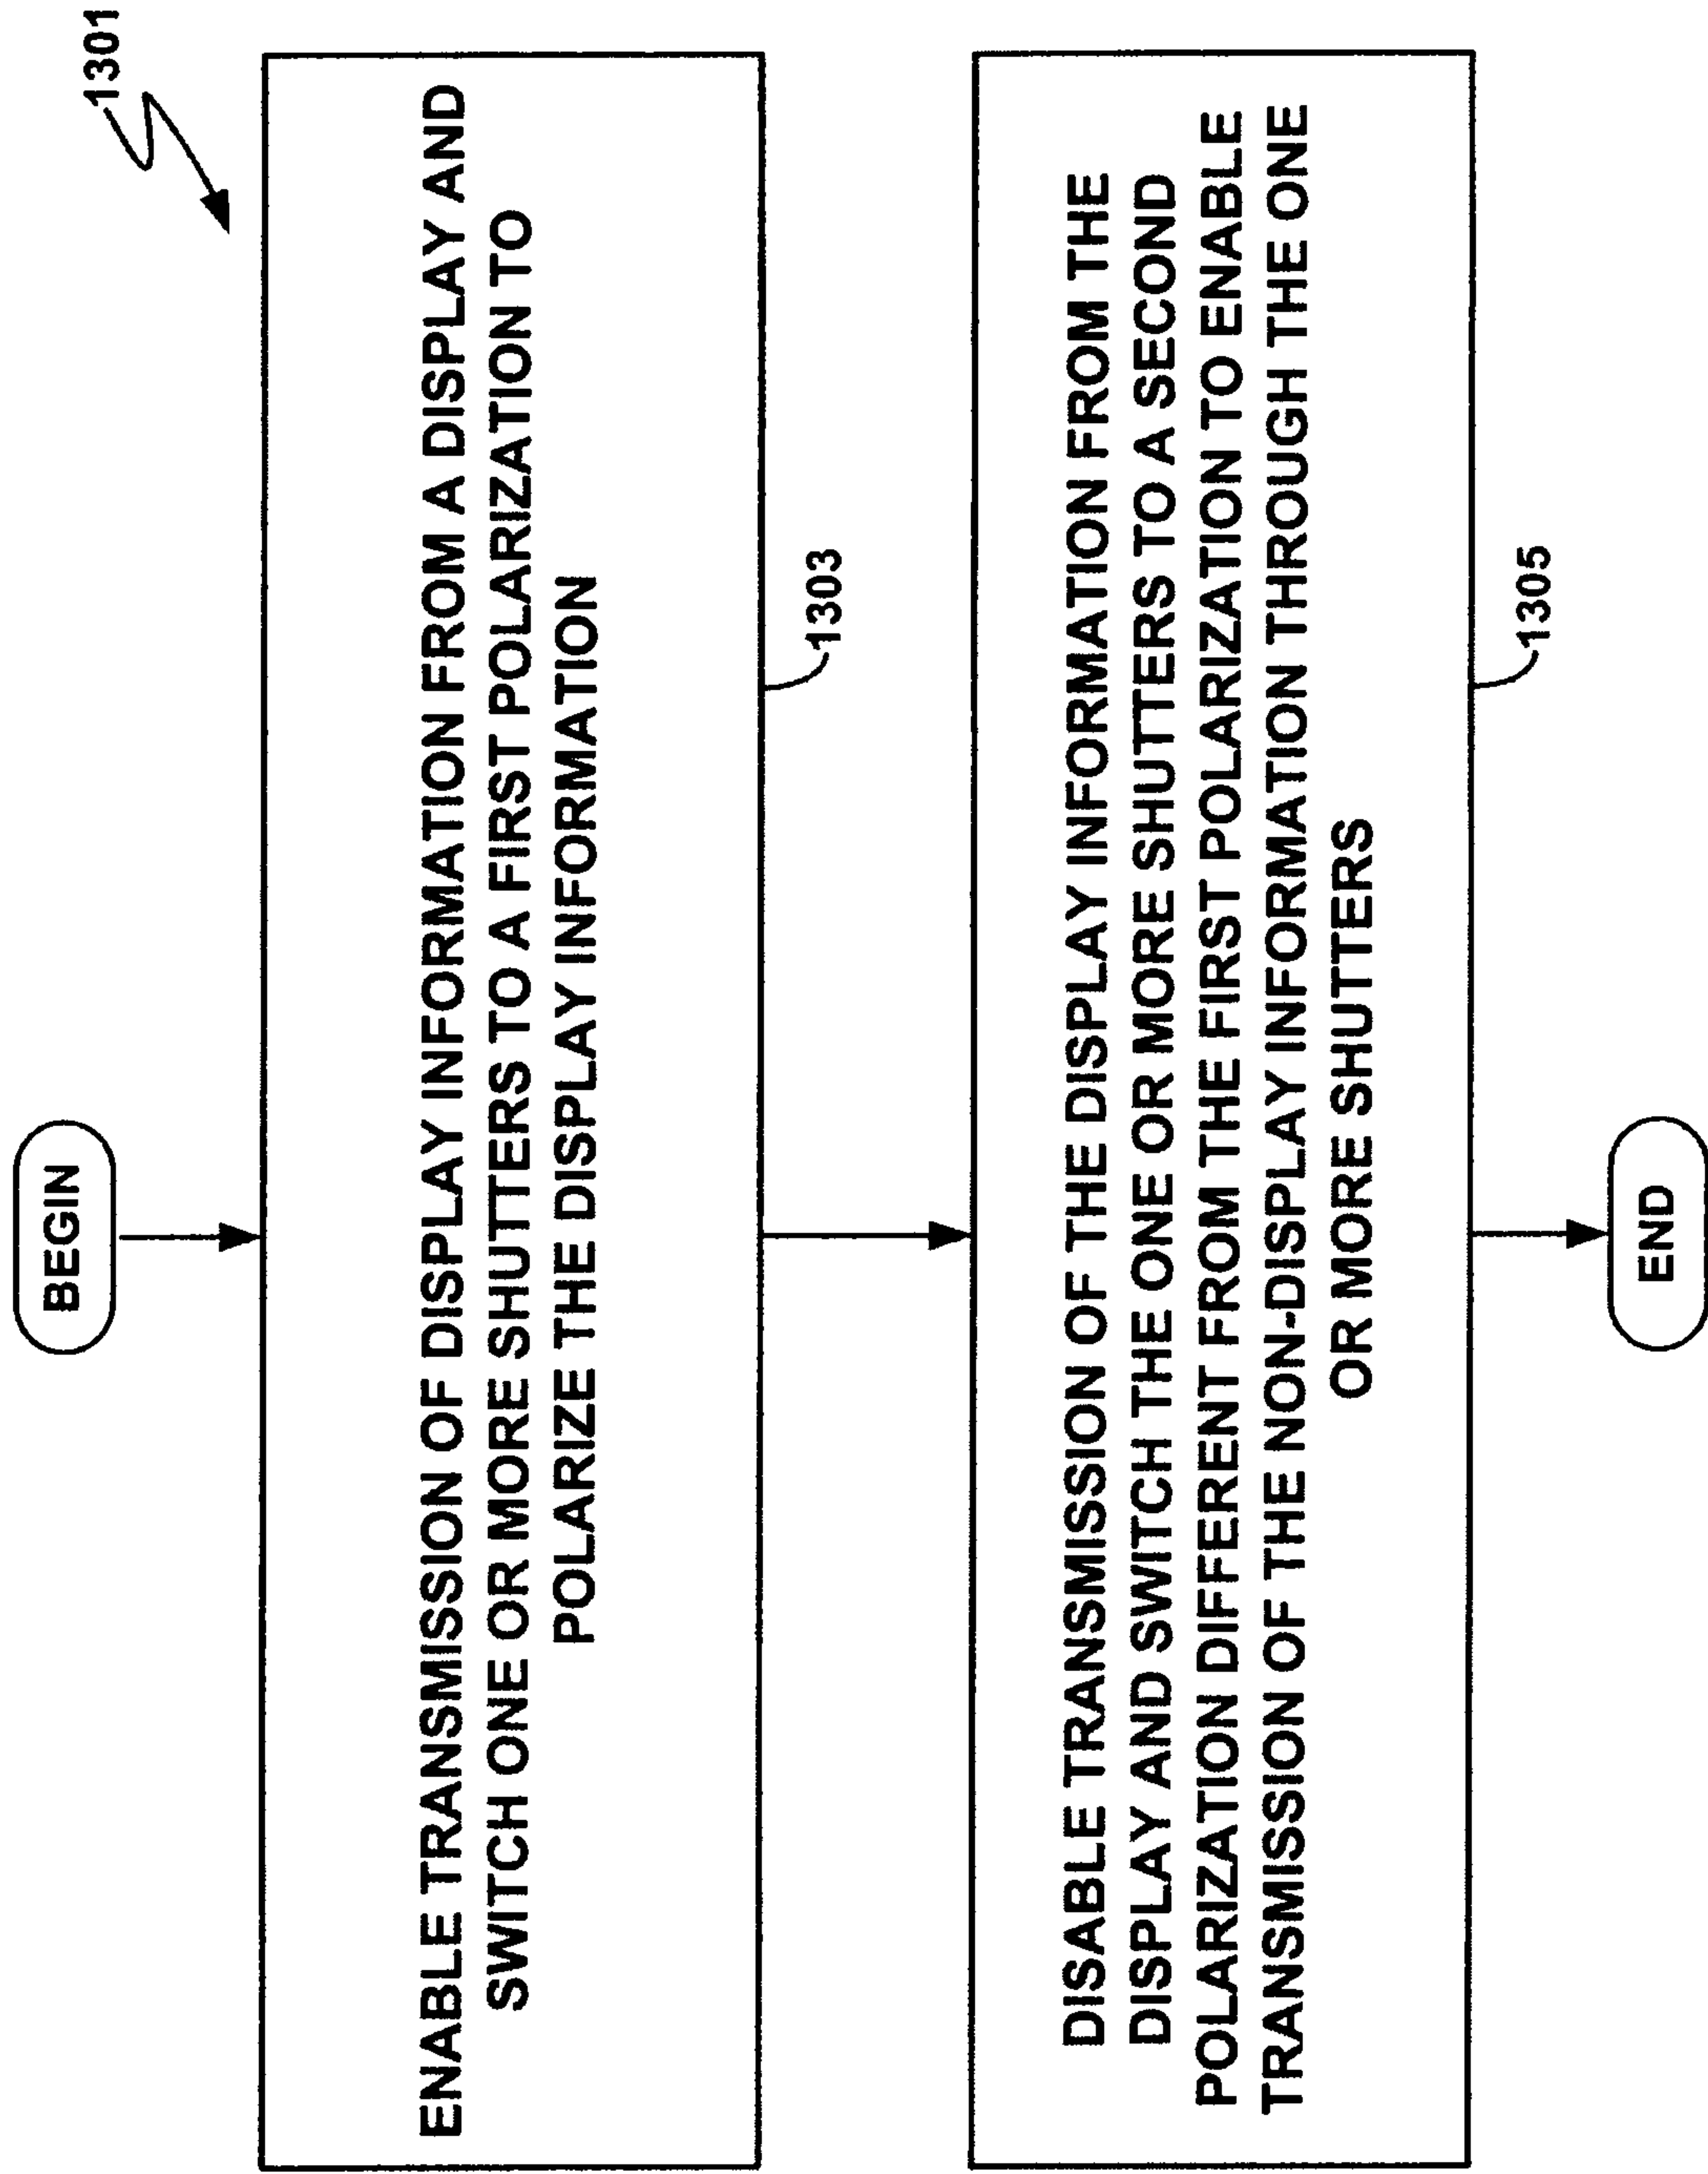 1301
BEGIN
ENABLE TRANSMISSION OF DISPLAY INFORMATION FROM A DISPLAY AND
SWITCH ONE OR MORE SHUTTERS TO A FIRST POLARIZATION TO
POLARIZE THE DISPLAY INFORMATION
1303
DISABLE TRANSMISSION OF THE DISPLAY INFORMATION FROM THE
DISPLAY AND SWITCH THE ONE OR MORE SHUTTERS TO A SECOND
POLARIZATION DIFFERENT FROM THE FIRST POLARIZATION TO ENABLE
TRANSMISSION OF THE NON-DISPLAY INFORMATION THROUGH THE ONE
OR MORE SHUTTERS
1305
END